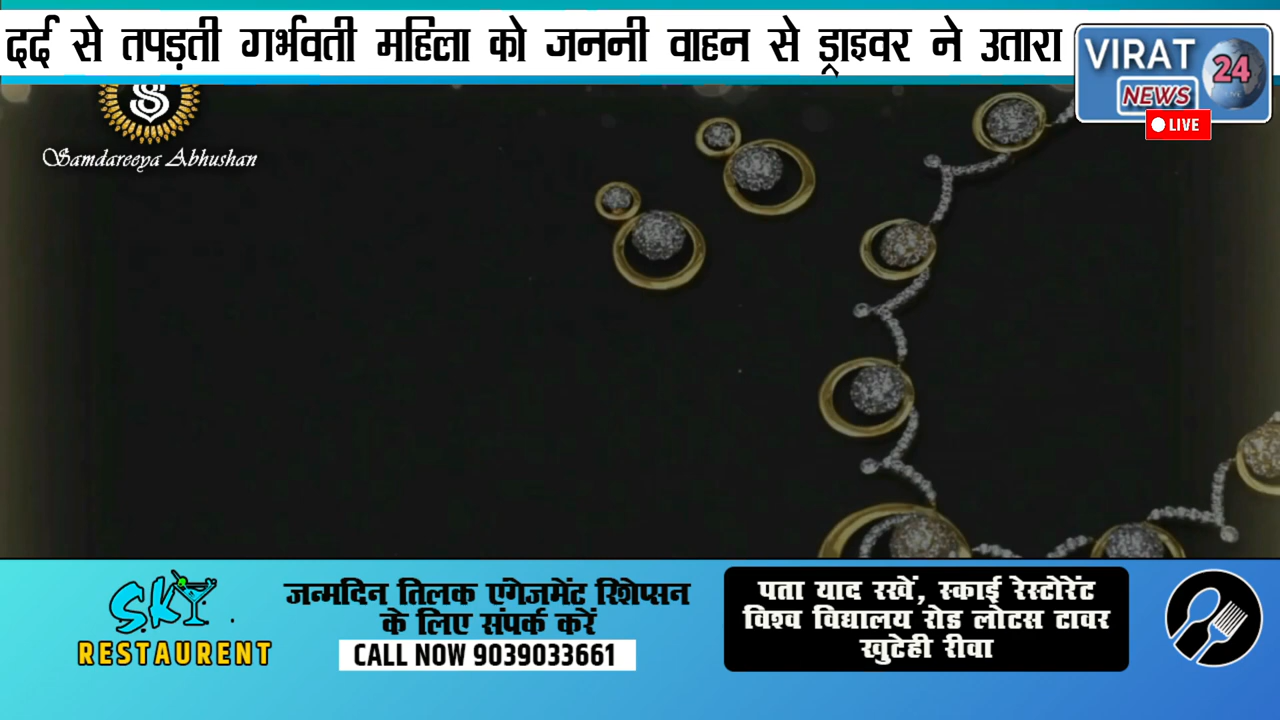 दर्द से तपड़ती गर्भवती महिला को जननी वाहन से ड्राइवर ने उतारा
VIRAT 24
NEWS
LIVE
S
Samdareeya Abhushan
SKY
RESTAURENT
जन्मदिन तिलक एंगेजमेंट रिशेप्सन
के लिए संपर्क करें
CALL NOW 9039033661
पता याद रखें, स्काई रेस्टोरेंट
विश्व विद्यालय रोड लोटस टावर
खुटेही रीवा